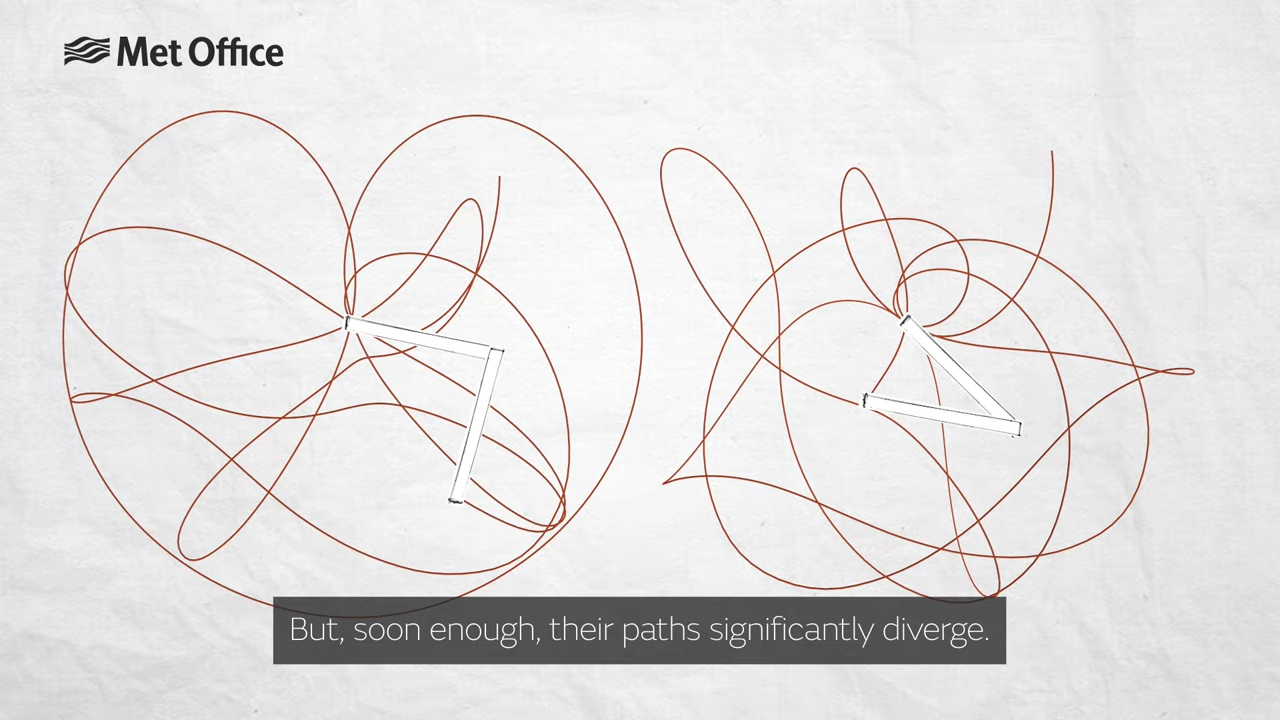 Met Office
But, soon enough, their paths significantly diverge.